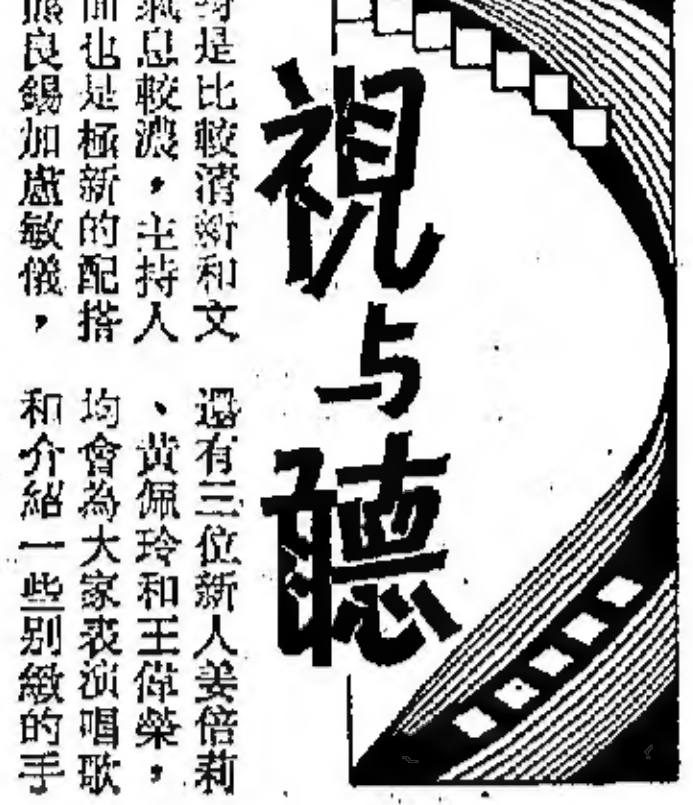 視与聽
是比較清新和文
氣息較濃，主持人
面也是極新的配搭
良錫加盧敏儀，
還有三位新人姜倍莉
、黃佩玲和王偉榮，
均會為大家表演唱歌
和介紹一些別緻的手